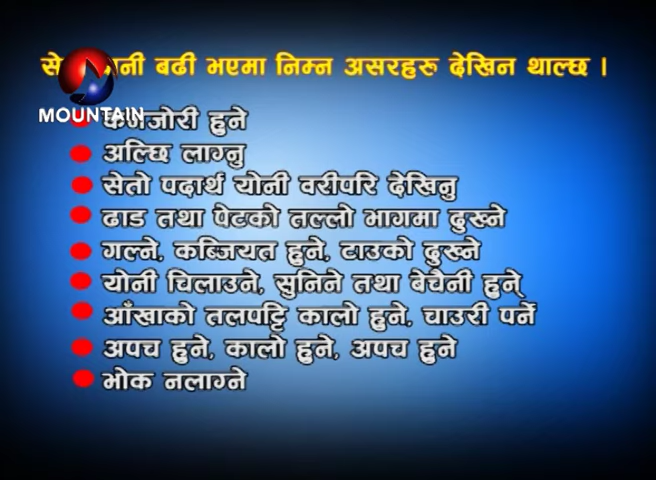 बढी भएमा निम्न असरहरू देखिन थाल्छ ।
MOUNTAIN
हुने
अल्छि लाग्नु
सेतो पदार्थ योनी वरीपरि देखिनु
ढाड तथा पेटको तल्लो भागमा दुख्ने
गल्ने, कब्जियत हुने, टाउको दुख्ने
योनी चिलाउने, सुनिने तथा बेचैनी हुने्
आँखाको तलपट्टि कालो हुने, चाउरी पर्ने
अपच हुने, कालो हुने, अपच हुने
भोक नलाग्ने